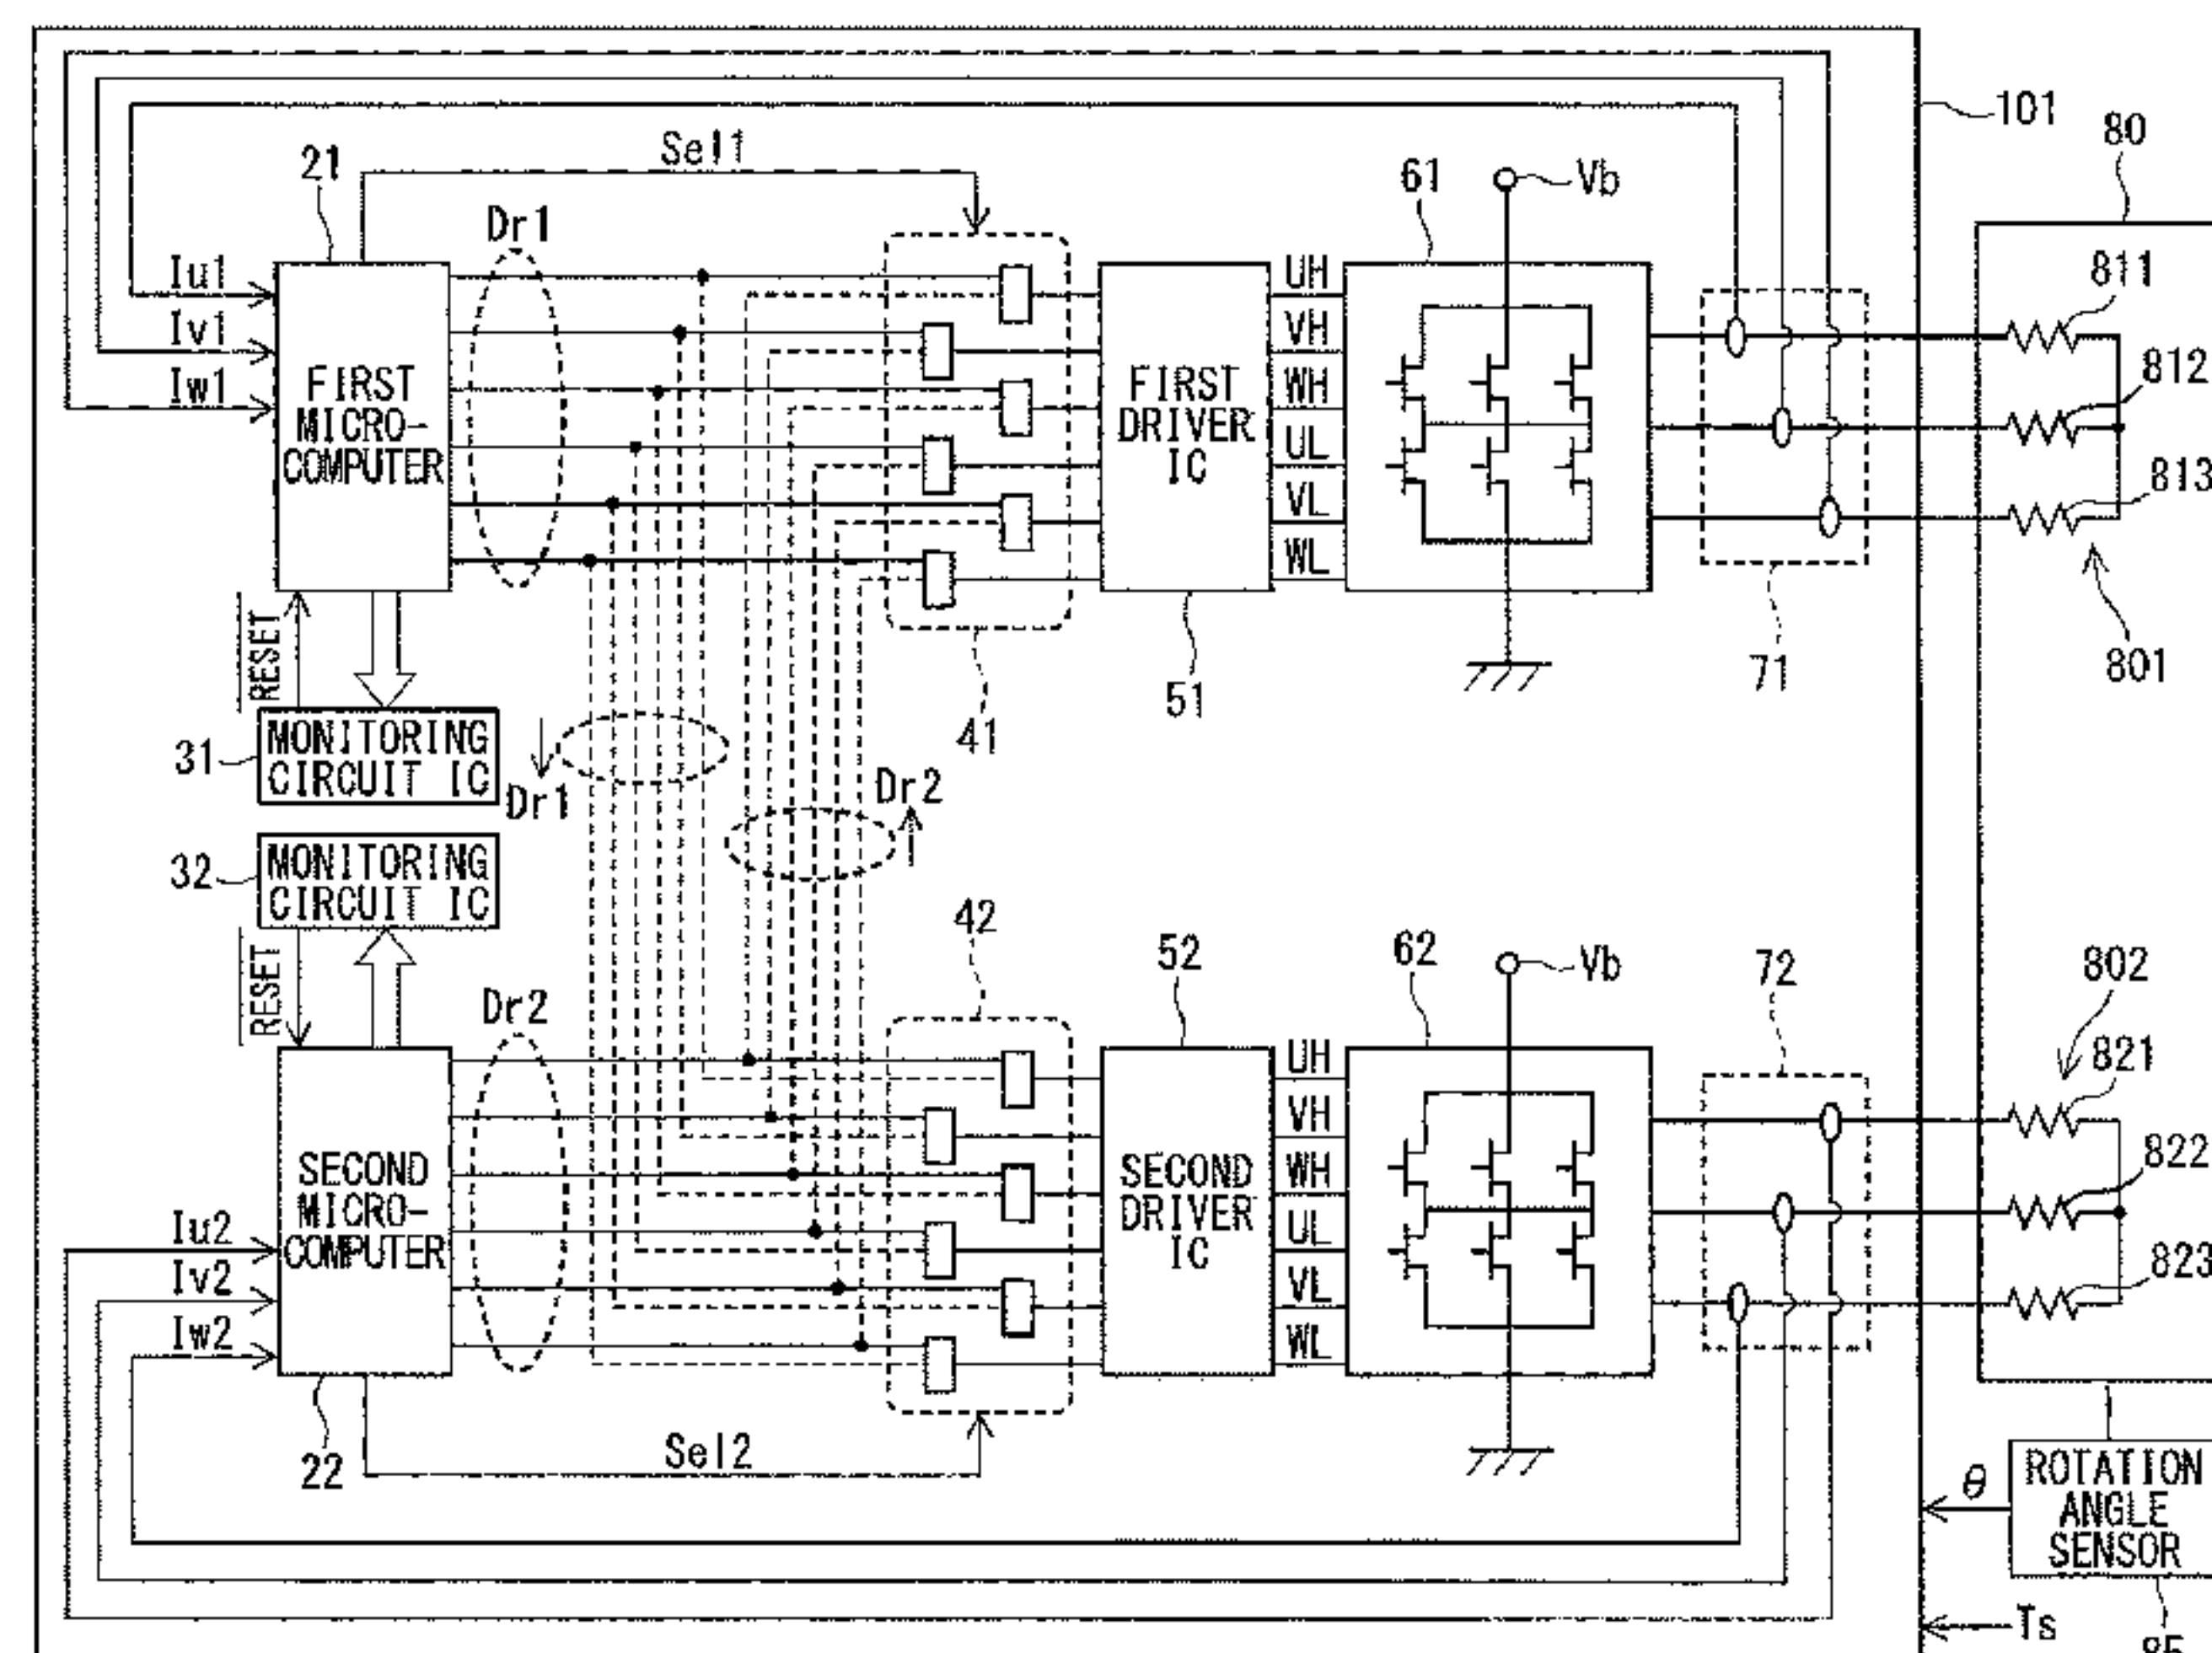 101
80
21
Sel1
61
Vb
Dr1
811
Iu1
UH
Iv1
VH
812
Iw1
FIRST
MICRO-
COMPUTER
FIRST
DRIVER
IC
WH
UL
813
VL
WL
RESET
51
71
801
41
31
MONITORING
CIRCUIT IC
Dr1
Dr2
32
MONITORING
CIRCUIT IC
42
52
62
Vb
72
802
RESET
Dr2
821
UH
VH
822
SECOND
MICRO-
COMPUTER
SECOND
DRIVER
IC
WH
Iu2
UL
823
Iv2
VL
Iw2
WL
22
Sel2
θ
ROTATION
ANGLE
SENSOR
Ts
85